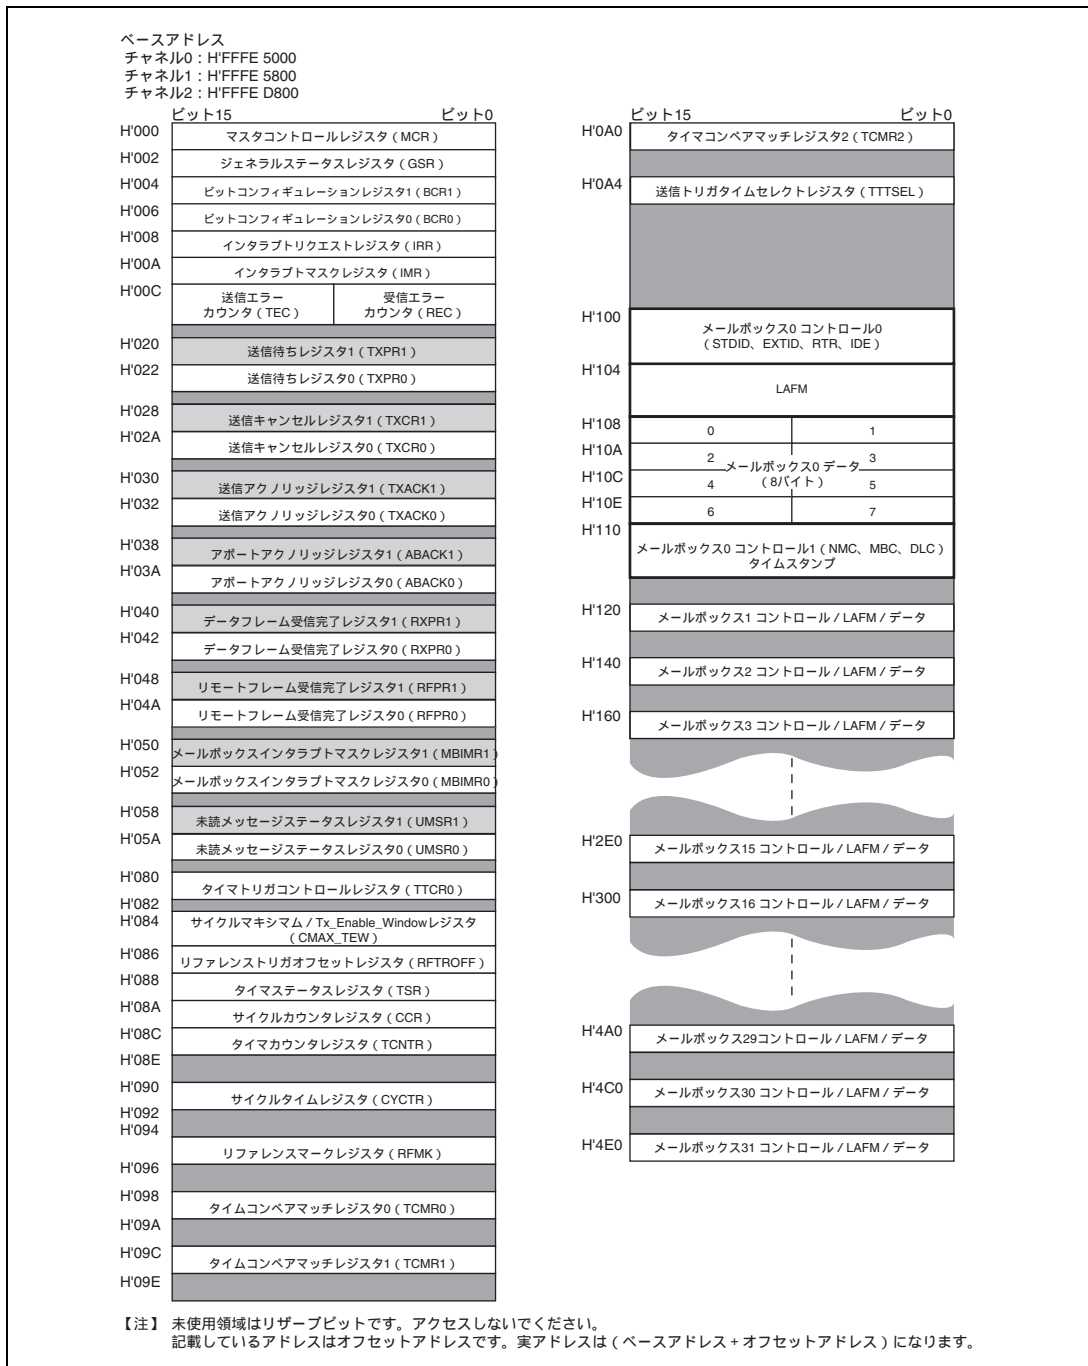 ベースアドレス
チャネル0：H'FFFE 5000
チャネル1：H'FFFE 5800
チャネル2：H'FFFE D800
ビット15 ビット0
H'000 マスタコントロールレジスタ（MCR）
H'002 ジェネラルステータスレジスタ（GSR）
H'004 ビットコンフィギュレーションレジスタ1（BCR1）
H'006 ビットコンフィギュレーションレジスタ0（BCR0）
H'008 インタラプトリクエストレジスタ（IRR）
H'00A インタラプトマスクレジスタ（IMR）
H'00C 送信エラー 受信エラー
カウンタ（TEC） カウンタ（REC）
H'020 送信待ちレジスタ1（TXPR1）
H'022 送信待ちレジスタ0（TXPR0）
H'028 送信キャンセルレジスタ1（TXCR1）
H'02A 送信キャンセルレジスタ0（TXCR0）
H'030 送信アクノリッジレジスタ1（TXACK1）
H'032 送信アクノリッジレジスタ0（TXACK0）
H'038 アボートアクノリッジレジスタ1（ABACK1）
H'03A アボートアクノリッジレジスタ0（ABACK0）
H'040 データフレーム受信完了レジスタ1（RXPR1）
H'042 データフレーム受信完了レジスタ0（RXPR0）
H'048 リモートフレーム受信完了レジスタ1（RFPR1）
H'04A リモートフレーム受信完了レジスタ0（RFPR0）
H'050 メールボックスインタラプトマスクレジスタ1（MBIMR1）
H'052 メールボックスインタラプトマスクレジスタ0（MBIMR0）
H'058 未読メッセージステータスレジスタ1（UMSR1）
H'05A 未読メッセージステータスレジスタ0（UMSR0）
H'080 タイマトリガコントロールレジスタ（TTCR0）
H'082
H'084 サイクルマキシマム / Tx_Enable_Windowレジスタ
（CMAX_TEW）
H'086 リファレンストリガオフセットレジスタ（RFTROFF）
H'088 タイマステータスレジスタ（TSR）
H'08A サイクルカウンタレジスタ（CCR）
H'08C タイマカウンタレジスタ（TCNTR）
H'08E
H'090 サイクルタイムレジスタ（CYCTR）
H'092
H'094 リファレンスマークレジスタ（RFMK）
H'096
H'098 タイムコンペアマッチレジスタ0（TCMR0）
H'09A
H'09C タイムコンペアマッチレジスタ1（TCMR1）
H'09E
ビット15 ビット0
H'0A0 タイマコンペアマッチレジスタ2（TCMR2）
H'0A4 送信トリガタイムセレクトレジスタ（TTTSEL）
H'100 メールボックス0 コントロール0
（STDID、EXTID、RTR、IDE）
H'104 LAFM
H'108 0 1
H'10A 2 メールボックス0 データ 3
H'10C 4 （8バイト） 5
H'10E 6 7
H'110 メールボックス0 コントロール1（NMC、MBC、DLC）
タイムスタンプ
H'120 メールボックス1 コントロール / LAFM / データ
H'140 メールボックス2 コントロール / LAFM / データ
H'160 メールボックス3 コントロール / LAFM / データ
H'2E0 メールボックス15 コントロール / LAFM / データ
H'300 メールボックス16 コントロール / LAFM / データ
H'4A0 メールボックス29コントロール / LAFM / データ
H'4C0 メールボックス30 コントロール / LAFM / データ
H'4E0 メールボックス31 コントロール / LAFM / データ
【注】 未使用領域はリザーブビットです。アクセスしないでください。
記載しているアドレスはオフセットアドレスです。実アドレスは（ベースアドレス＋オフセットアドレス）になります。